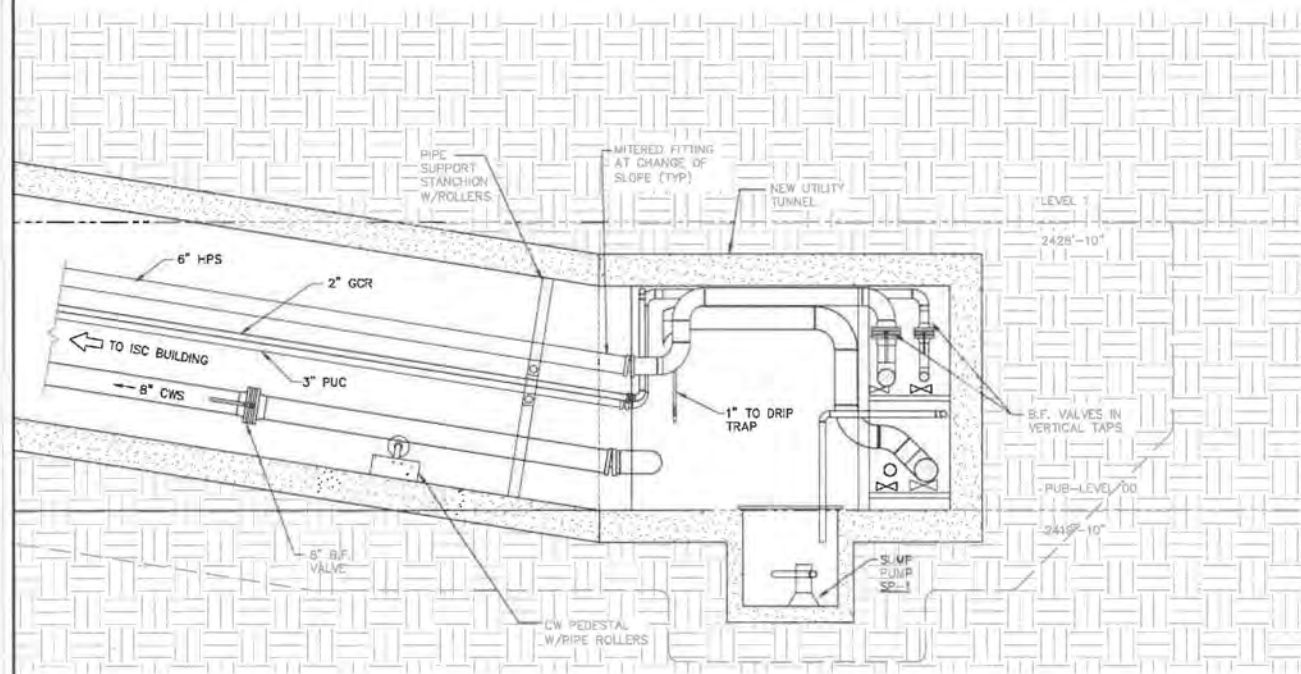 PIPE
SUPPORT
STANCHION
W/ROLLERS
MITERED FITTING
AT CHANGE OF
SLOPE (TYP)
NEW UTILITY
TUNNEL
LEVEL 1
2428'-10"
6" HPS
2" GCR
TO ISC BUILDING
3" PUC
8" CWS
1" TO DRIP
TRAP
B.F. VALVES IN
VERTICAL TAPS
PUB-LEVEL 00
B.F.
VALVE
SUMP
PUMP
SP-1
CW PEDESTAL
W/PIPE ROLLERS